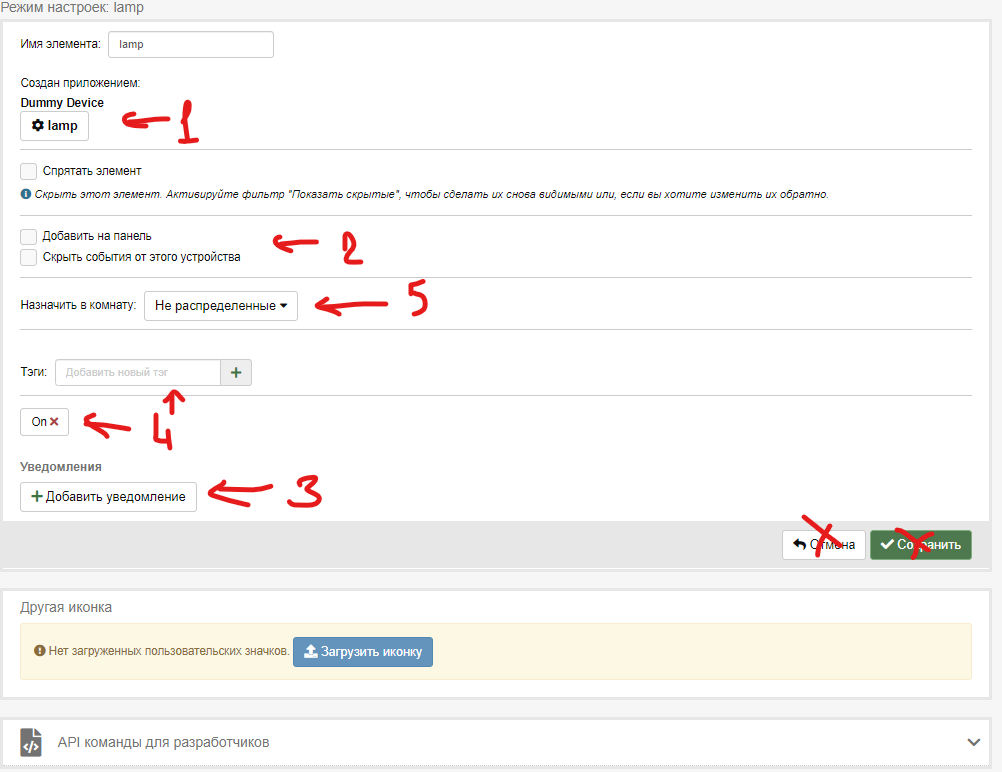 Режим настроек: lamp
Имя элемента: lamp
Создан приложением:
Dummy Device
lamp
1
Спрятать элемент
Скрыть этот элемент. Активируйте фильтр "Показать скрытые", чтобы сделать их снова видимыми или, если вы хотите изменить их обратно.
Добавить на панель
2
Скрыть события от этого устройства
Назначить в комнату: Не распределенные 5
Тэги: Добавить новый тэг +
On 4
Уведомления
Добавить уведомление 3
Отмена Сохранить
Другая иконка
Нет загруженных пользовательских значков. Загрузить иконку
API команды для разработчиков